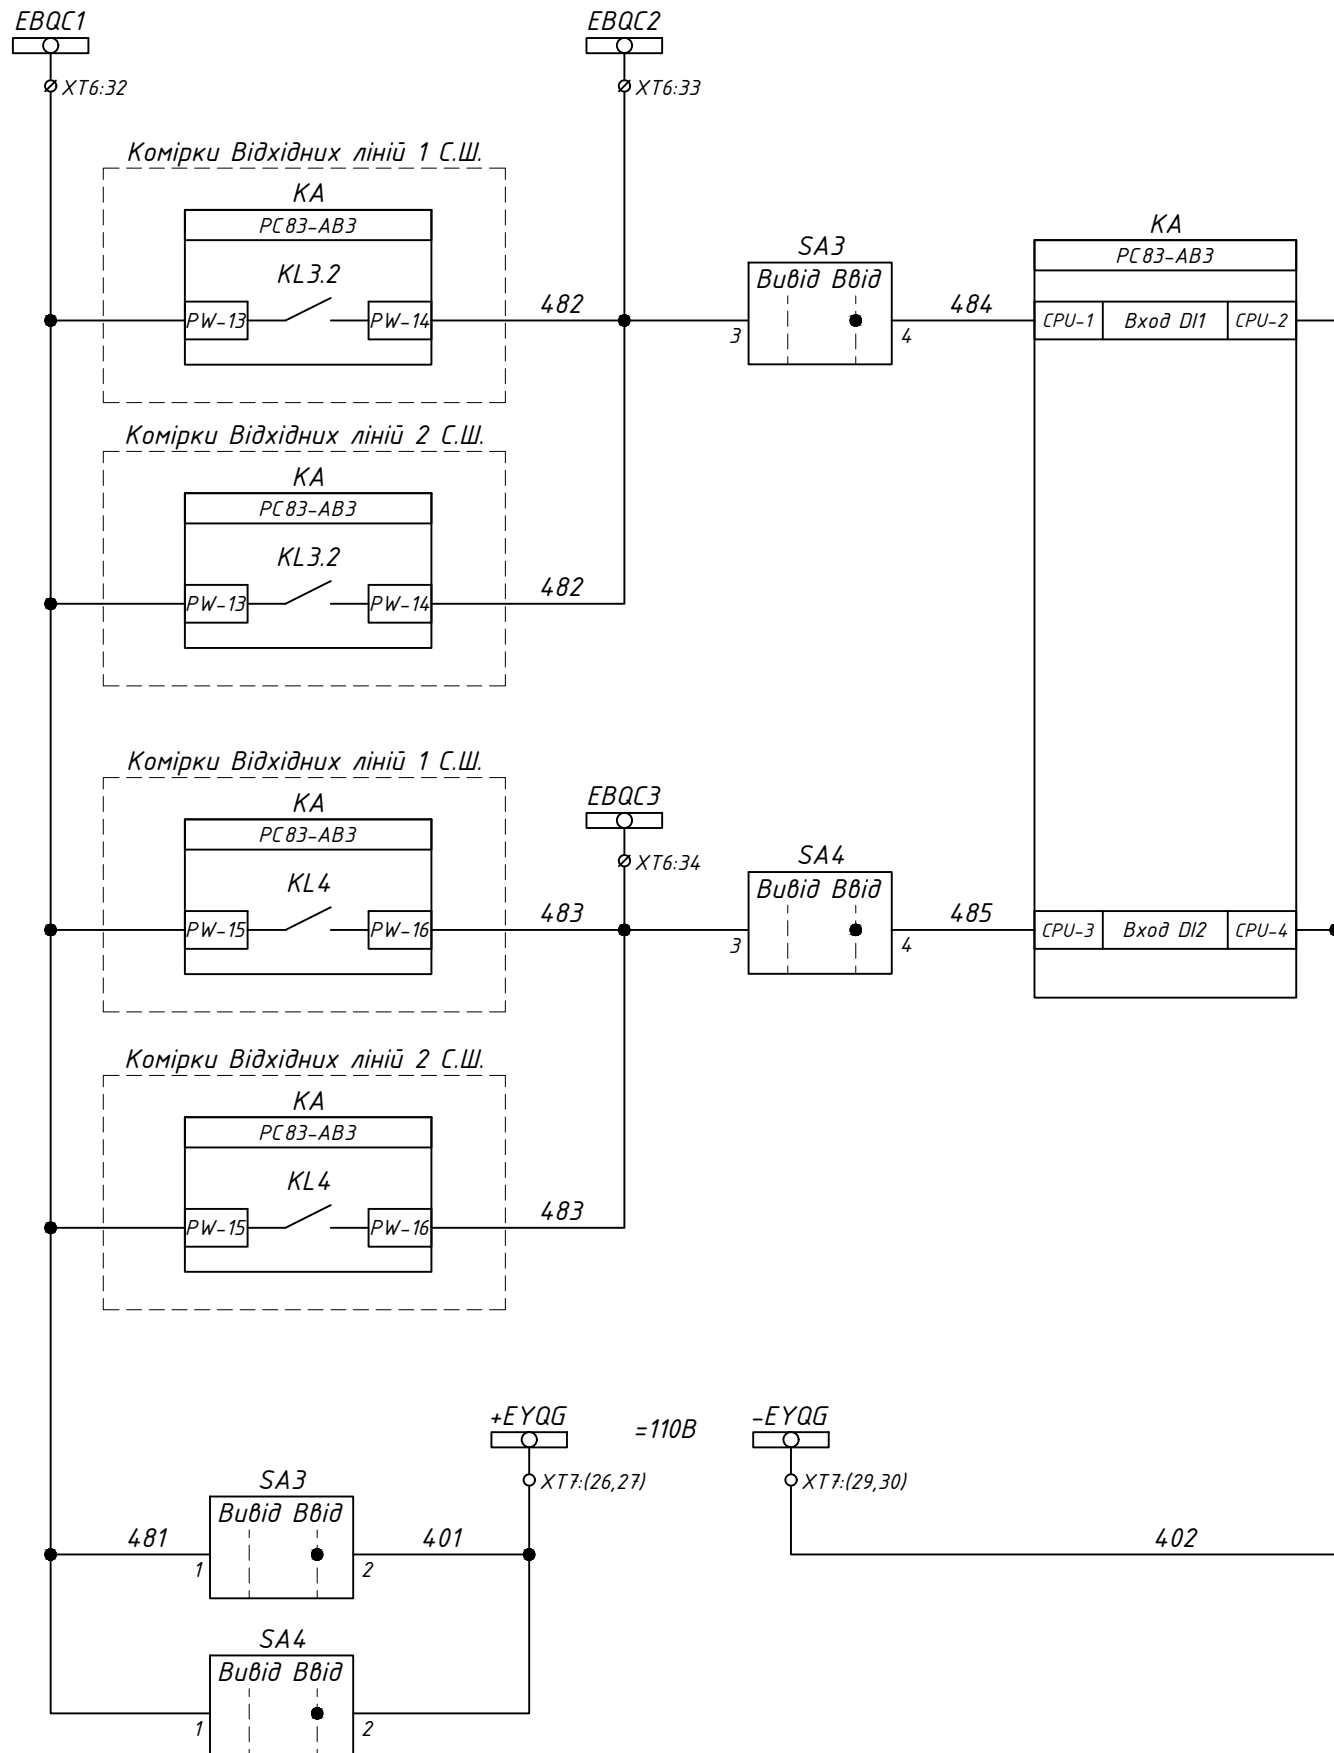 EBQC1 EBQC2
XT6:32 XT6:33
Комірки Відхідних ліній 1 С.Ш.
KA
РС83-АВ3
KL3.2
PW-13 PW-14
482
SA3
Вивід Ввід
3 4
484
KA
РС83-АВ3
CPU-1 Вход DI1 CPU-2
Комірки Відхідних ліній 2 С.Ш.
KA
РС83-АВ3
KL3.2
PW-13 PW-14
482
Комірки Відхідних ліній 1 С.Ш.
KA
РС83-АВ3
KL4
PW-15 PW-16
483
EBQC3
XT6:34
SA4
Вивід Ввід
3 4
485
CPU-3 Вход DI2 CPU-4
Комірки Відхідних ліній 2 С.Ш.
KA
РС83-АВ3
KL4
PW-15 PW-16
483
+EYQG =110В -EYQG
XT7:(26,27) XT7:(29,30)
SA3
Вивід Ввід
481 401 402
1 2
SA4
Вивід Ввід
1 2